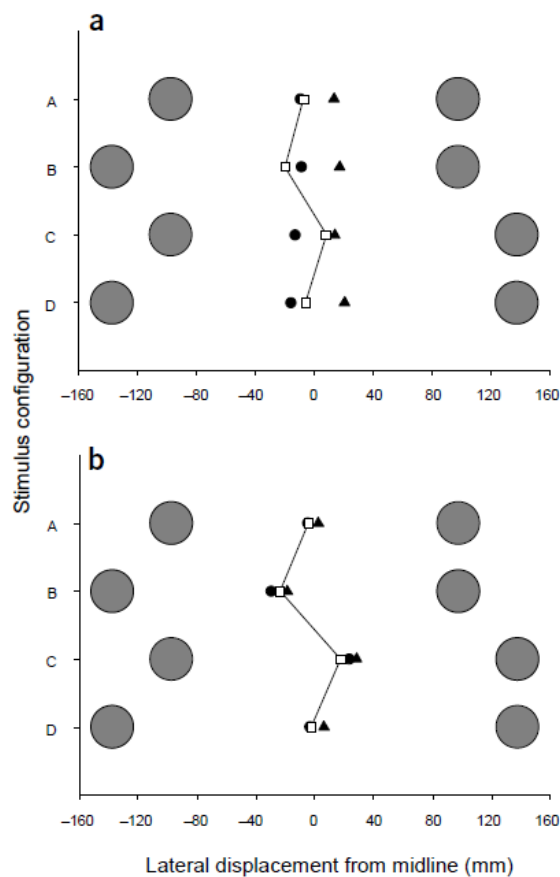 a
A
B
C
D
–160 –120 –80 –40 0 40 80 120 160
Stimulus configuration
b
A
B
C
D
–160 –120 –80 –40 0 40 80 120 160
Lateral displacement from midline (mm)